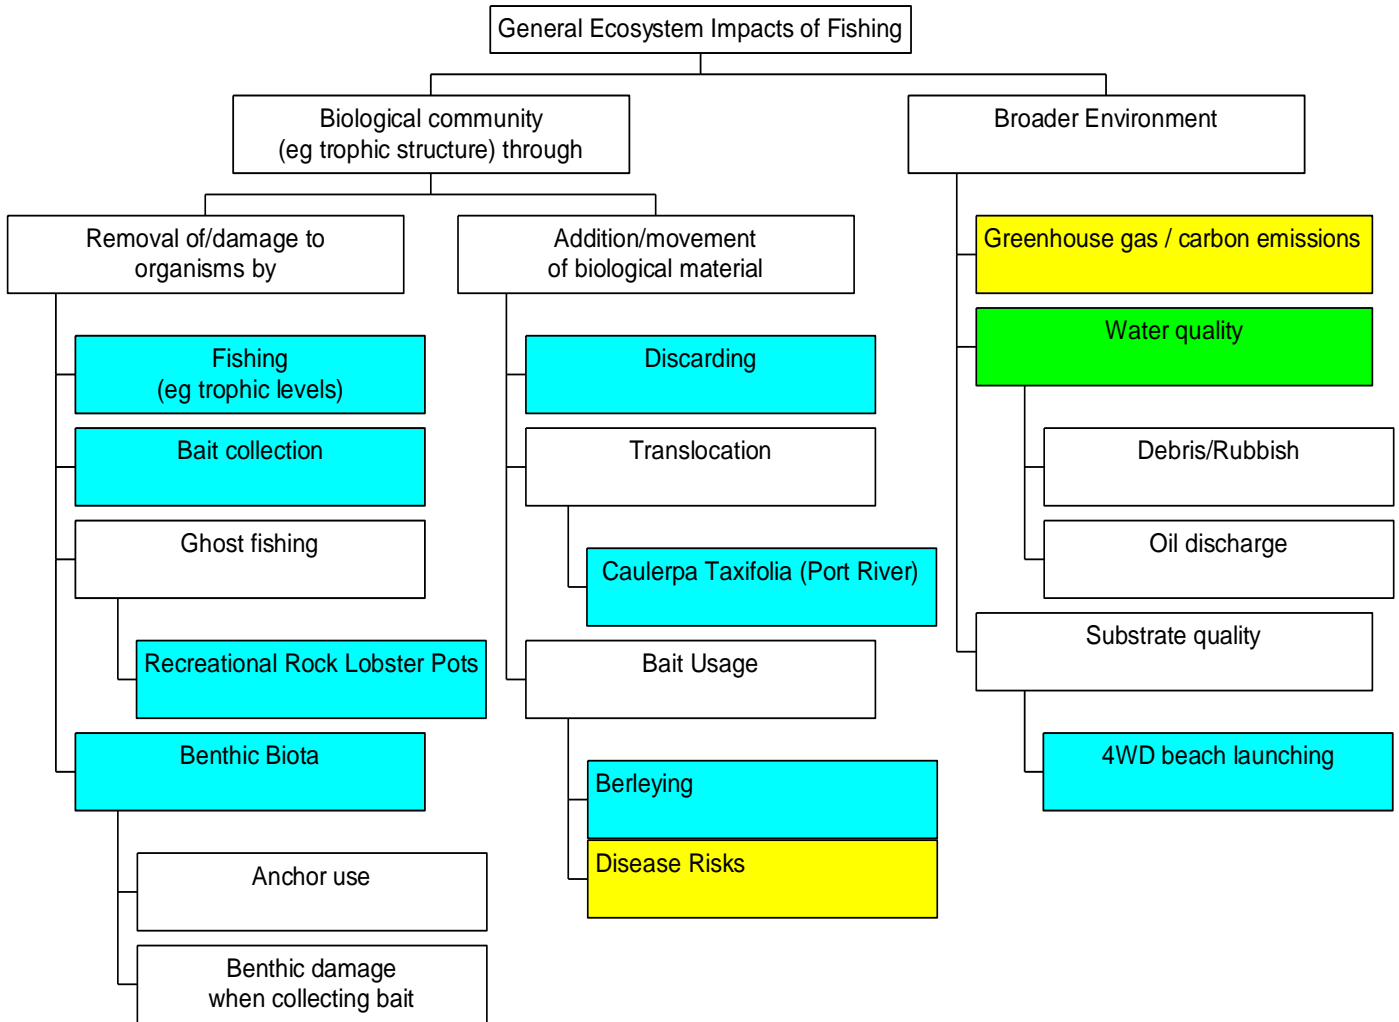 General Ecosystem Impacts of Fishing
Biological community
(eg trophic structure) through
Broader Environment
Removal of/damage to
organisms by
Addition/movement
of biological material
Greenhouse gas / carbon emissions
Water quality
Fishing
(eg trophic levels)
Discarding
Bait collection
Translocation
Debris/Rubbish
Ghost fishing
Oil discharge
Caulerpa Taxifolia (Port River)
Recreational Rock Lobster Pots
Bait Usage
Substrate quality
Benthic Biota
Berleying
4WD beach launching
Disease Risks
Anchor use
Benthic damage
when collecting bait